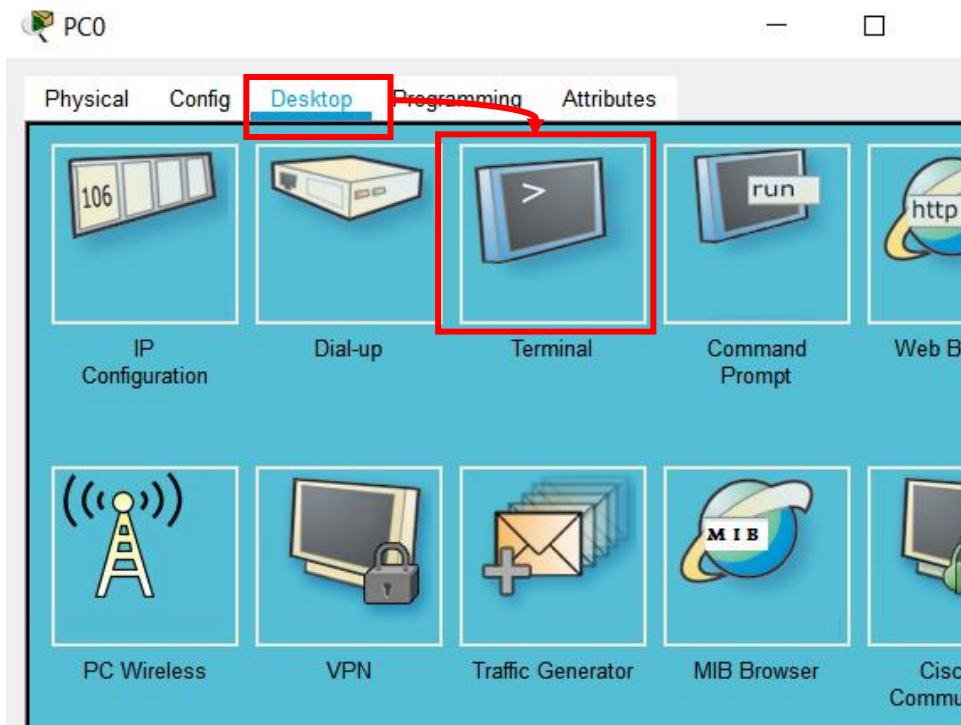 PC0
Physical Config Desktop Programming Attributes
106
>
run
http
IP
Configuration
Dial-up
Terminal
Command
Prompt
Web B
MIB
PC Wireless
VPN
Traffic Generator
MIB Browser
Cisc
Commu